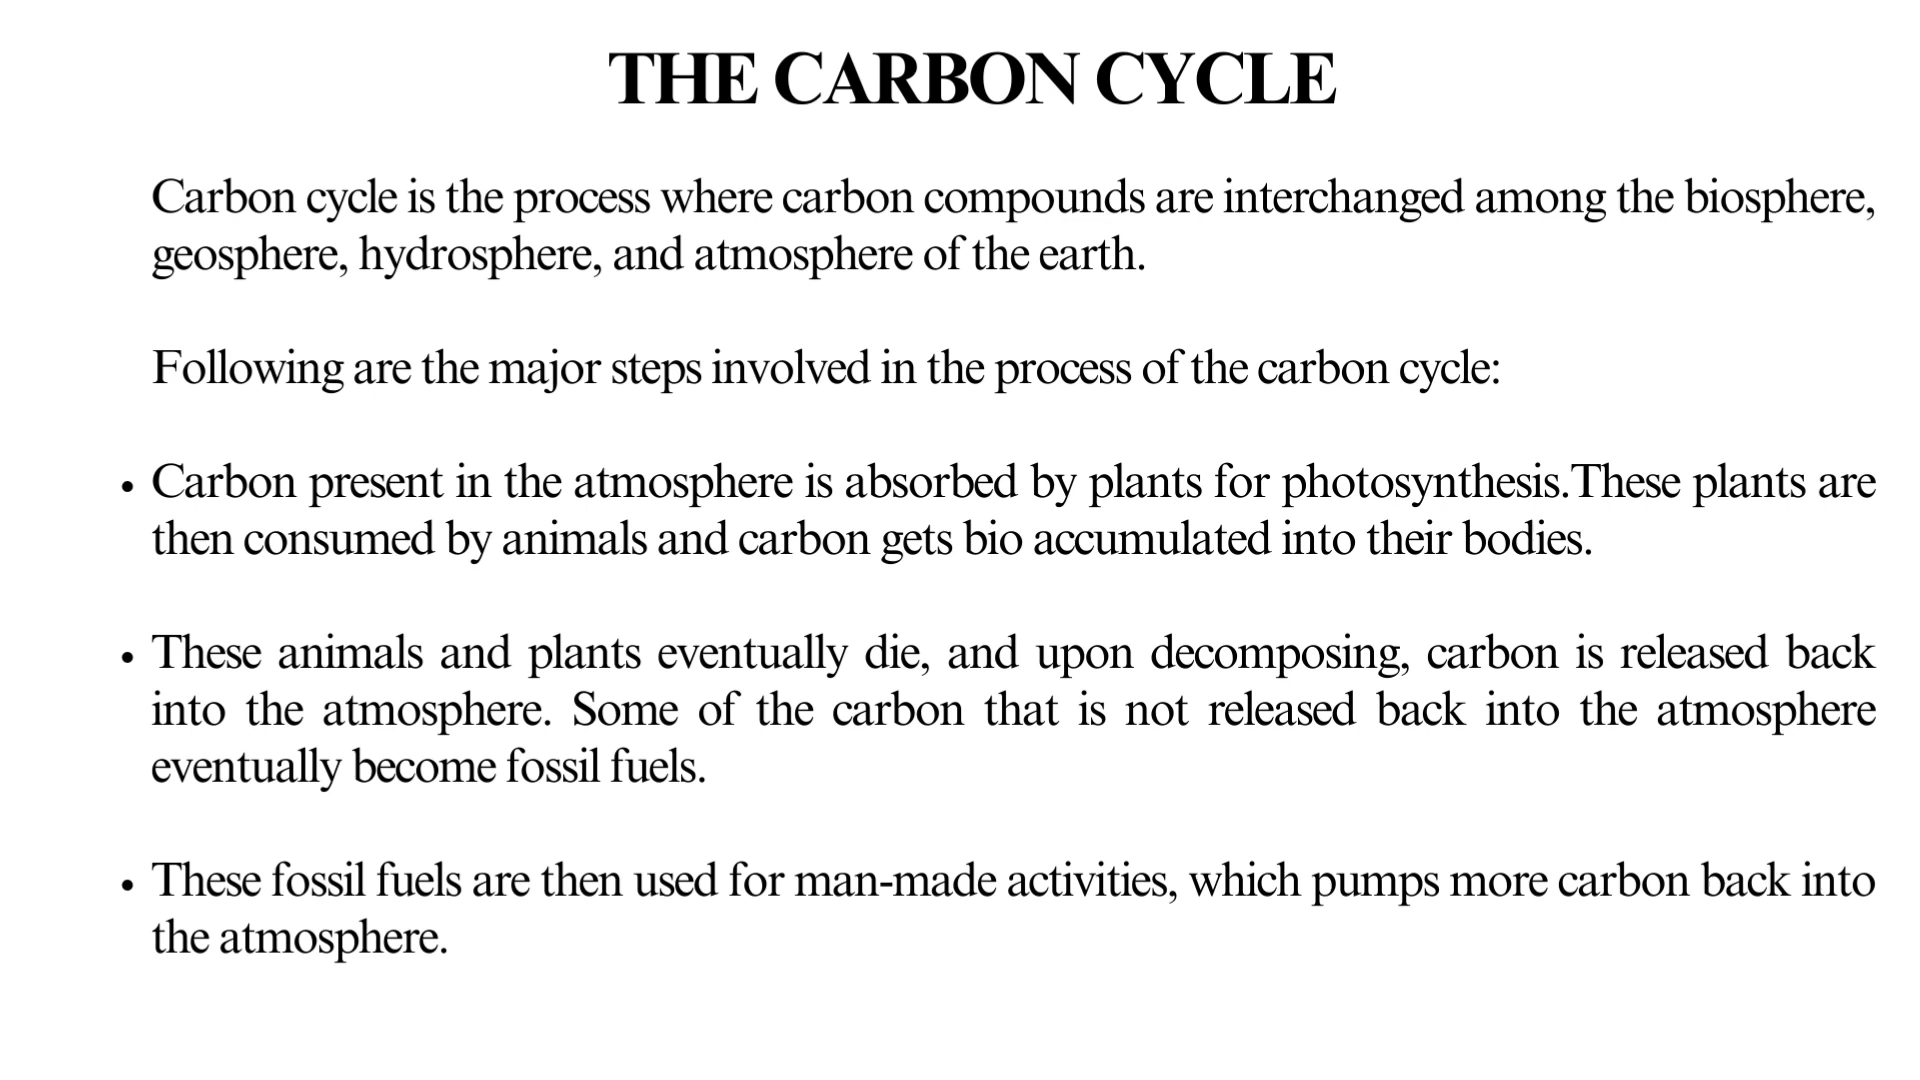 THE CARBON CYCLE
Carbon cycle is the process where carbon compounds are interchanged among the biosphere,
geosphere, hydrosphere, and atmosphere of the earth.
Following are the major steps involved in the process of the carbon cycle:
• Carbon present in the atmosphere is absorbed by plants for photosynthesis.These plants are
then consumed by animals and carbon gets bio accumulated into their bodies.
• These animals and plants eventually die, and upon decomposing, carbon is released back
into the atmosphere. Some of the carbon that is not released back into the atmosphere
eventually become fossil fuels.
• These fossil fuels are then used for man-made activities, which pumps more carbon back into
the atmosphere.